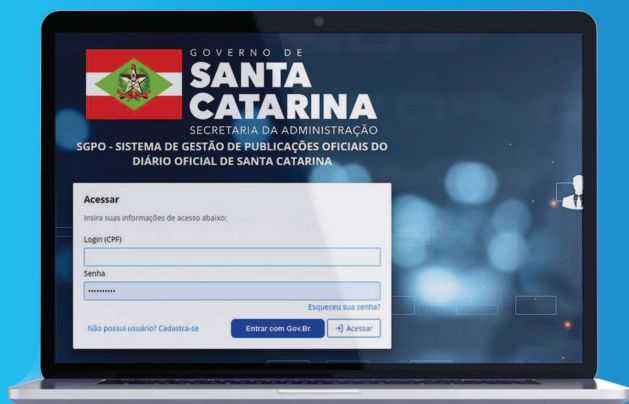 GOVERNO DE
SANTA
CATARINA
SECRETARIA DA ADMINISTRAÇÃO
SGPO - SISTEMA DE GESTÃO DE PUBLICAÇÕES OFICIAIS DO
DIÁRIO OFICIAL DE SANTA CATARINA
Acessar
Insira suas informações de acesso abaixo:
Login (CPF)
Senha
••••••••••
Esqueceu sua senha?
Não possui usuário? Cadastra-se
Entrar com Gov.Br
Acessar